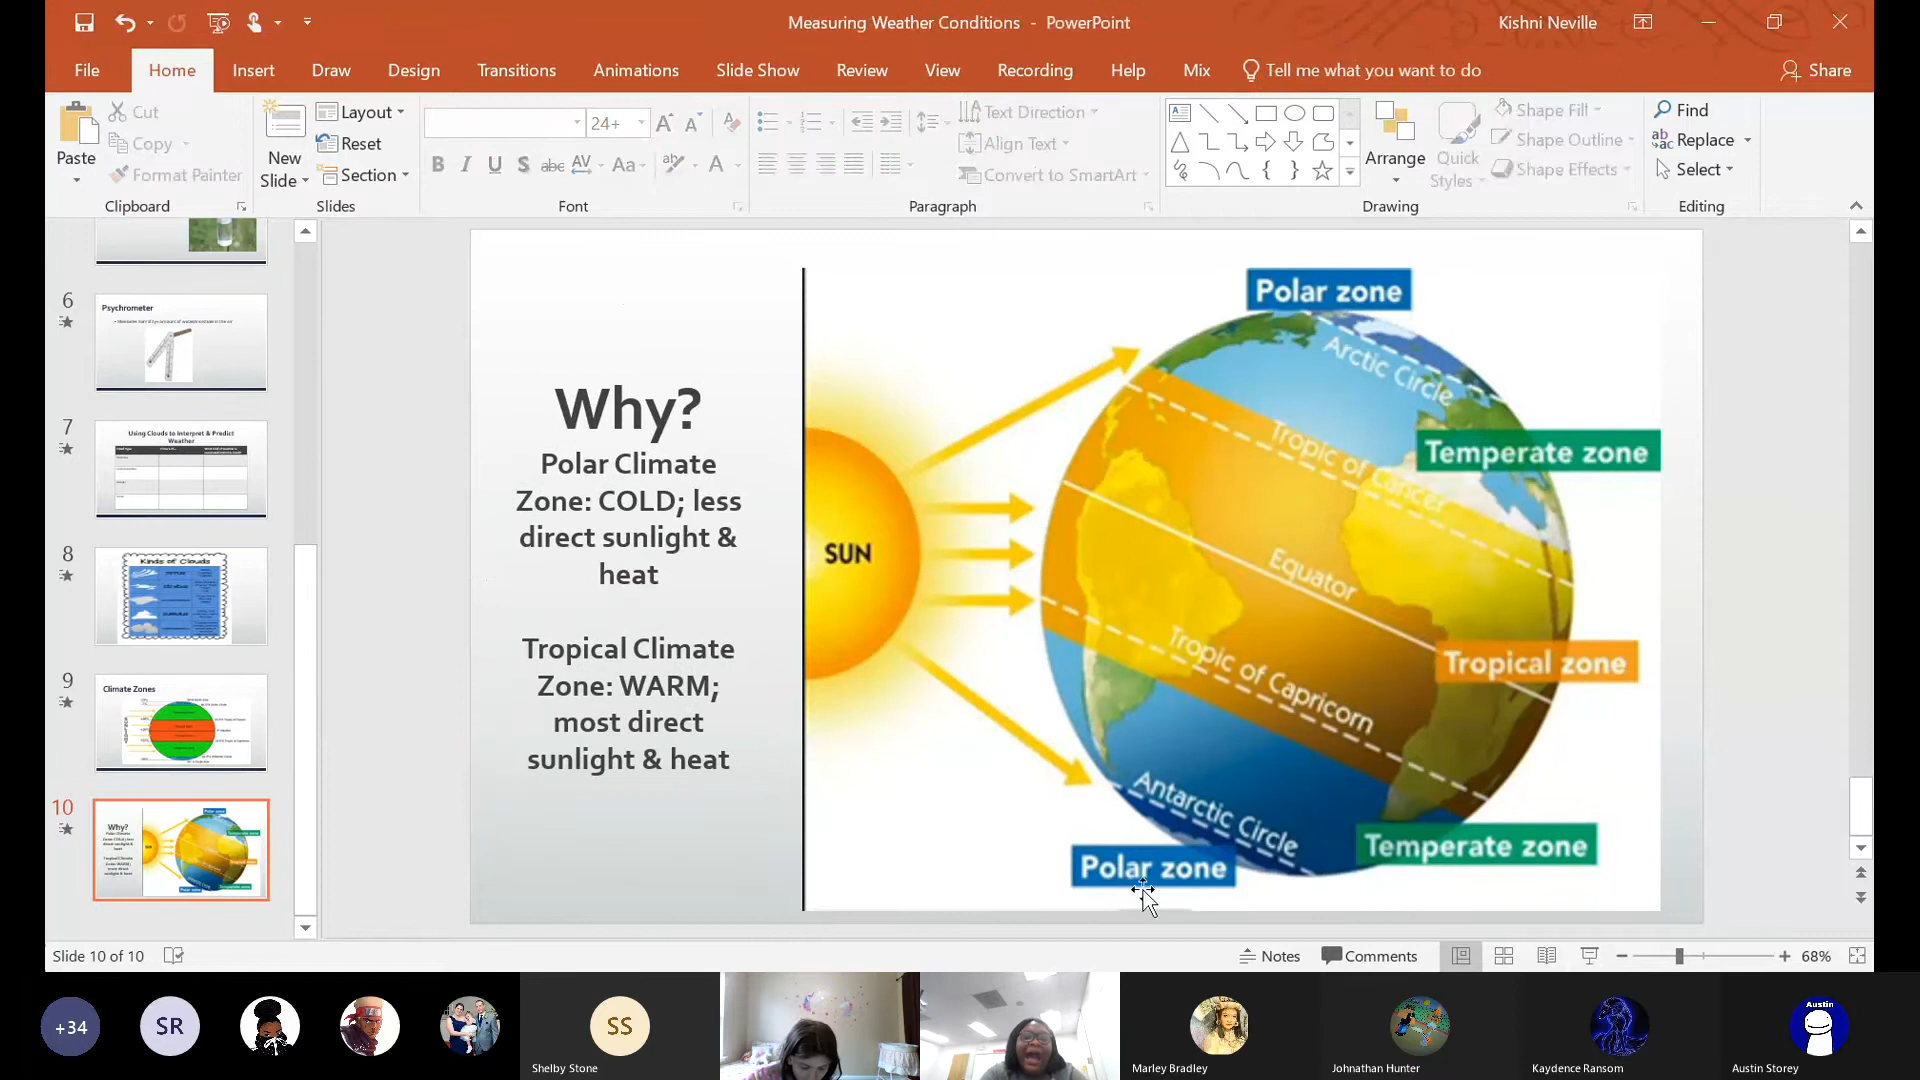 Measuring Weather Conditions - PowerPoint
Kishni Neville
File
Home
Insert
Draw
Design
Transitions
Animations
Slide Show
Review
View
Recording
Help
Mix
Tell me what you want to do
Share
Paste
Cut
Copy
Format Painter
Clipboard
New
Slide
Layout
Reset
Section
Slides
24+
Font
Text Direction
Align Text
Convert to SmartArt
Paragraph
Arrange
Quick
Styles
Shape Fill
Shape Outline
Shape Effects
Drawing
Find
Replace
Select
Editing
6
Psychrometer
7
Using Clouds to Interpret & Predict
Weather
8
Kinds of Clouds
9
Climate Zones
10
Why?
Polar Climate
Zone: COLD; less
direct sunlight &
heat
Tropical Climate
Zone: WARM;
most direct
sunlight & heat
SUN
Polar zone
Arctic Circle
Temperate zone
Tropic of Cancer
Equator
Tropical zone
Tropic of Capricorn
Antarctic Circle
Temperate zone
Polar zone
Slide 10 of 10
Notes
Comments
68%
+34
SR
SS
Shelby Stone
Marley Bradley
Johnathan Hunter
Kaydence Ransom
Austin
Austin Storey